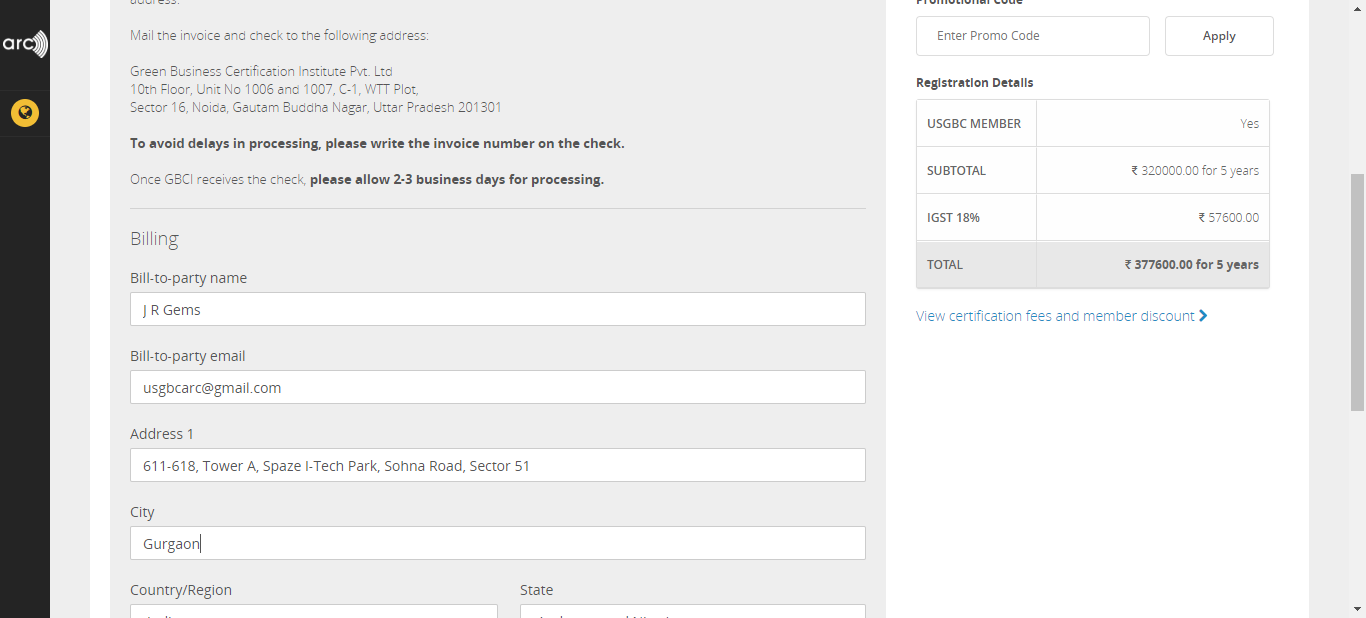 address.
Mail the invoice and check to the following address:
Green Business Certification Institute Pvt. Ltd
10th Floor, Unit No 1006 and 1007, C-1, WTT Plot,
Sector 16, Noida, Gautam Buddha Nagar, Uttar Pradesh 201301
To avoid delays in processing, please write the invoice number on the check.
Once GBCI receives the check, please allow 2-3 business days for processing.
Billing
Bill-to-party name
J R Gems
Bill-to-party email
usgbcarc@gmail.com
Address 1
611-618, Tower A, Spaze I-Tech Park, Sohna Road, Sector 51
City
Gurgaon
Country/Region
State
arc
Promotional Code
Enter Promo Code
Apply
Registration Details
USGBC MEMBER Yes
SUBTOTAL ₹ 320000.00 for 5 years
IGST 18% ₹ 57600.00
TOTAL ₹ 377600.00 for 5 years
View certification fees and member discount